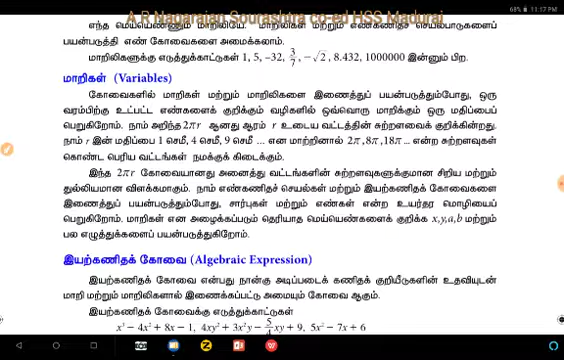 A R Nagarajan Sourashtra co-ed HSS Madurai
68% 11:17 PM
எந்த மெய்யெண்ணும் மாறிலியே. மாறிலிகள் மற்றும் எண்கணிதச் செயல்பாடுகளைப்
பயன்படுத்தி எண் கோவைகளை அமைக்கலாம்.
மாறிலிகளுக்கு எடுத்துக்காட்டுகள் 1, 5, –32, 3/7, –√2, 8.432, 1000000 இன்னும் பிற.
மாறிகள் (Variables)
கோவைகளில் மாறிகள் மற்றும் மாறிலிகளை இணைத்துப் பயன்படுத்தும்போது, ஒரு
வரம்பிற்கு உட்பட்ட எண்களைக் குறிக்கும் வழிகளில் ஒவ்வொரு மாறிக்கும் ஒரு மதிப்பைப்
பெறுகிறோம். நாம் அறிந்த 2πr ஆனது ஆரம் r உடைய வட்டத்தின் சுற்றளவைக் குறிக்கின்றது.
நாம் r இன் மதிப்பை 1 செமீ, 4 செமீ, 9 செமீ ... என மாற்றினால் 2π, 8π, 18π ... என்ற சுற்றளவுகள்
கொண்ட பெரிய வட்டங்கள் நமக்குக் கிடைக்கும்.
இந்த 2πr கோவையானது அனைத்து வட்டங்களின் சுற்றளவுகளுக்குமான சிறிய மற்றும்
துல்லியமான விளக்கமாகும். நாம் எண்கணிதச் செயல்கள் மற்றும் இயற்கணிதக் கோவைகளை
இணைத்துப் பயன்படுத்தும்போது, சார்புகள் மற்றும் எண்கள் என்ற உயர்தர மொழியைப்
பெறுகிறோம். மாறிகள் என அழைக்கப்படும் தெரியாத மெய்யெண்களைக் குறிக்க x,y,a,b மற்றும்
பல எழுத்துக்களைப் பயன்படுத்துகிறோம்.
இயற்கணிதக் கோவை (Algebraic Expression)
இயற்கணிதக் கோவை என்பது நான்கு அடிப்படைக் கணிதக் குறியீடுகளின் உதவியுடன்
மாறி மற்றும் மாறிலிகளால் இணைக்கப்பட்டு அமையும் கோவை ஆகும்.
இயற்கணிதக் கோவைக்கு எடுத்துக்காட்டுகள்
x³ – 4x² + 8x – 1, 4xy² + 3x²y – 5/4 xy + 9, 5x² – 7x + 6